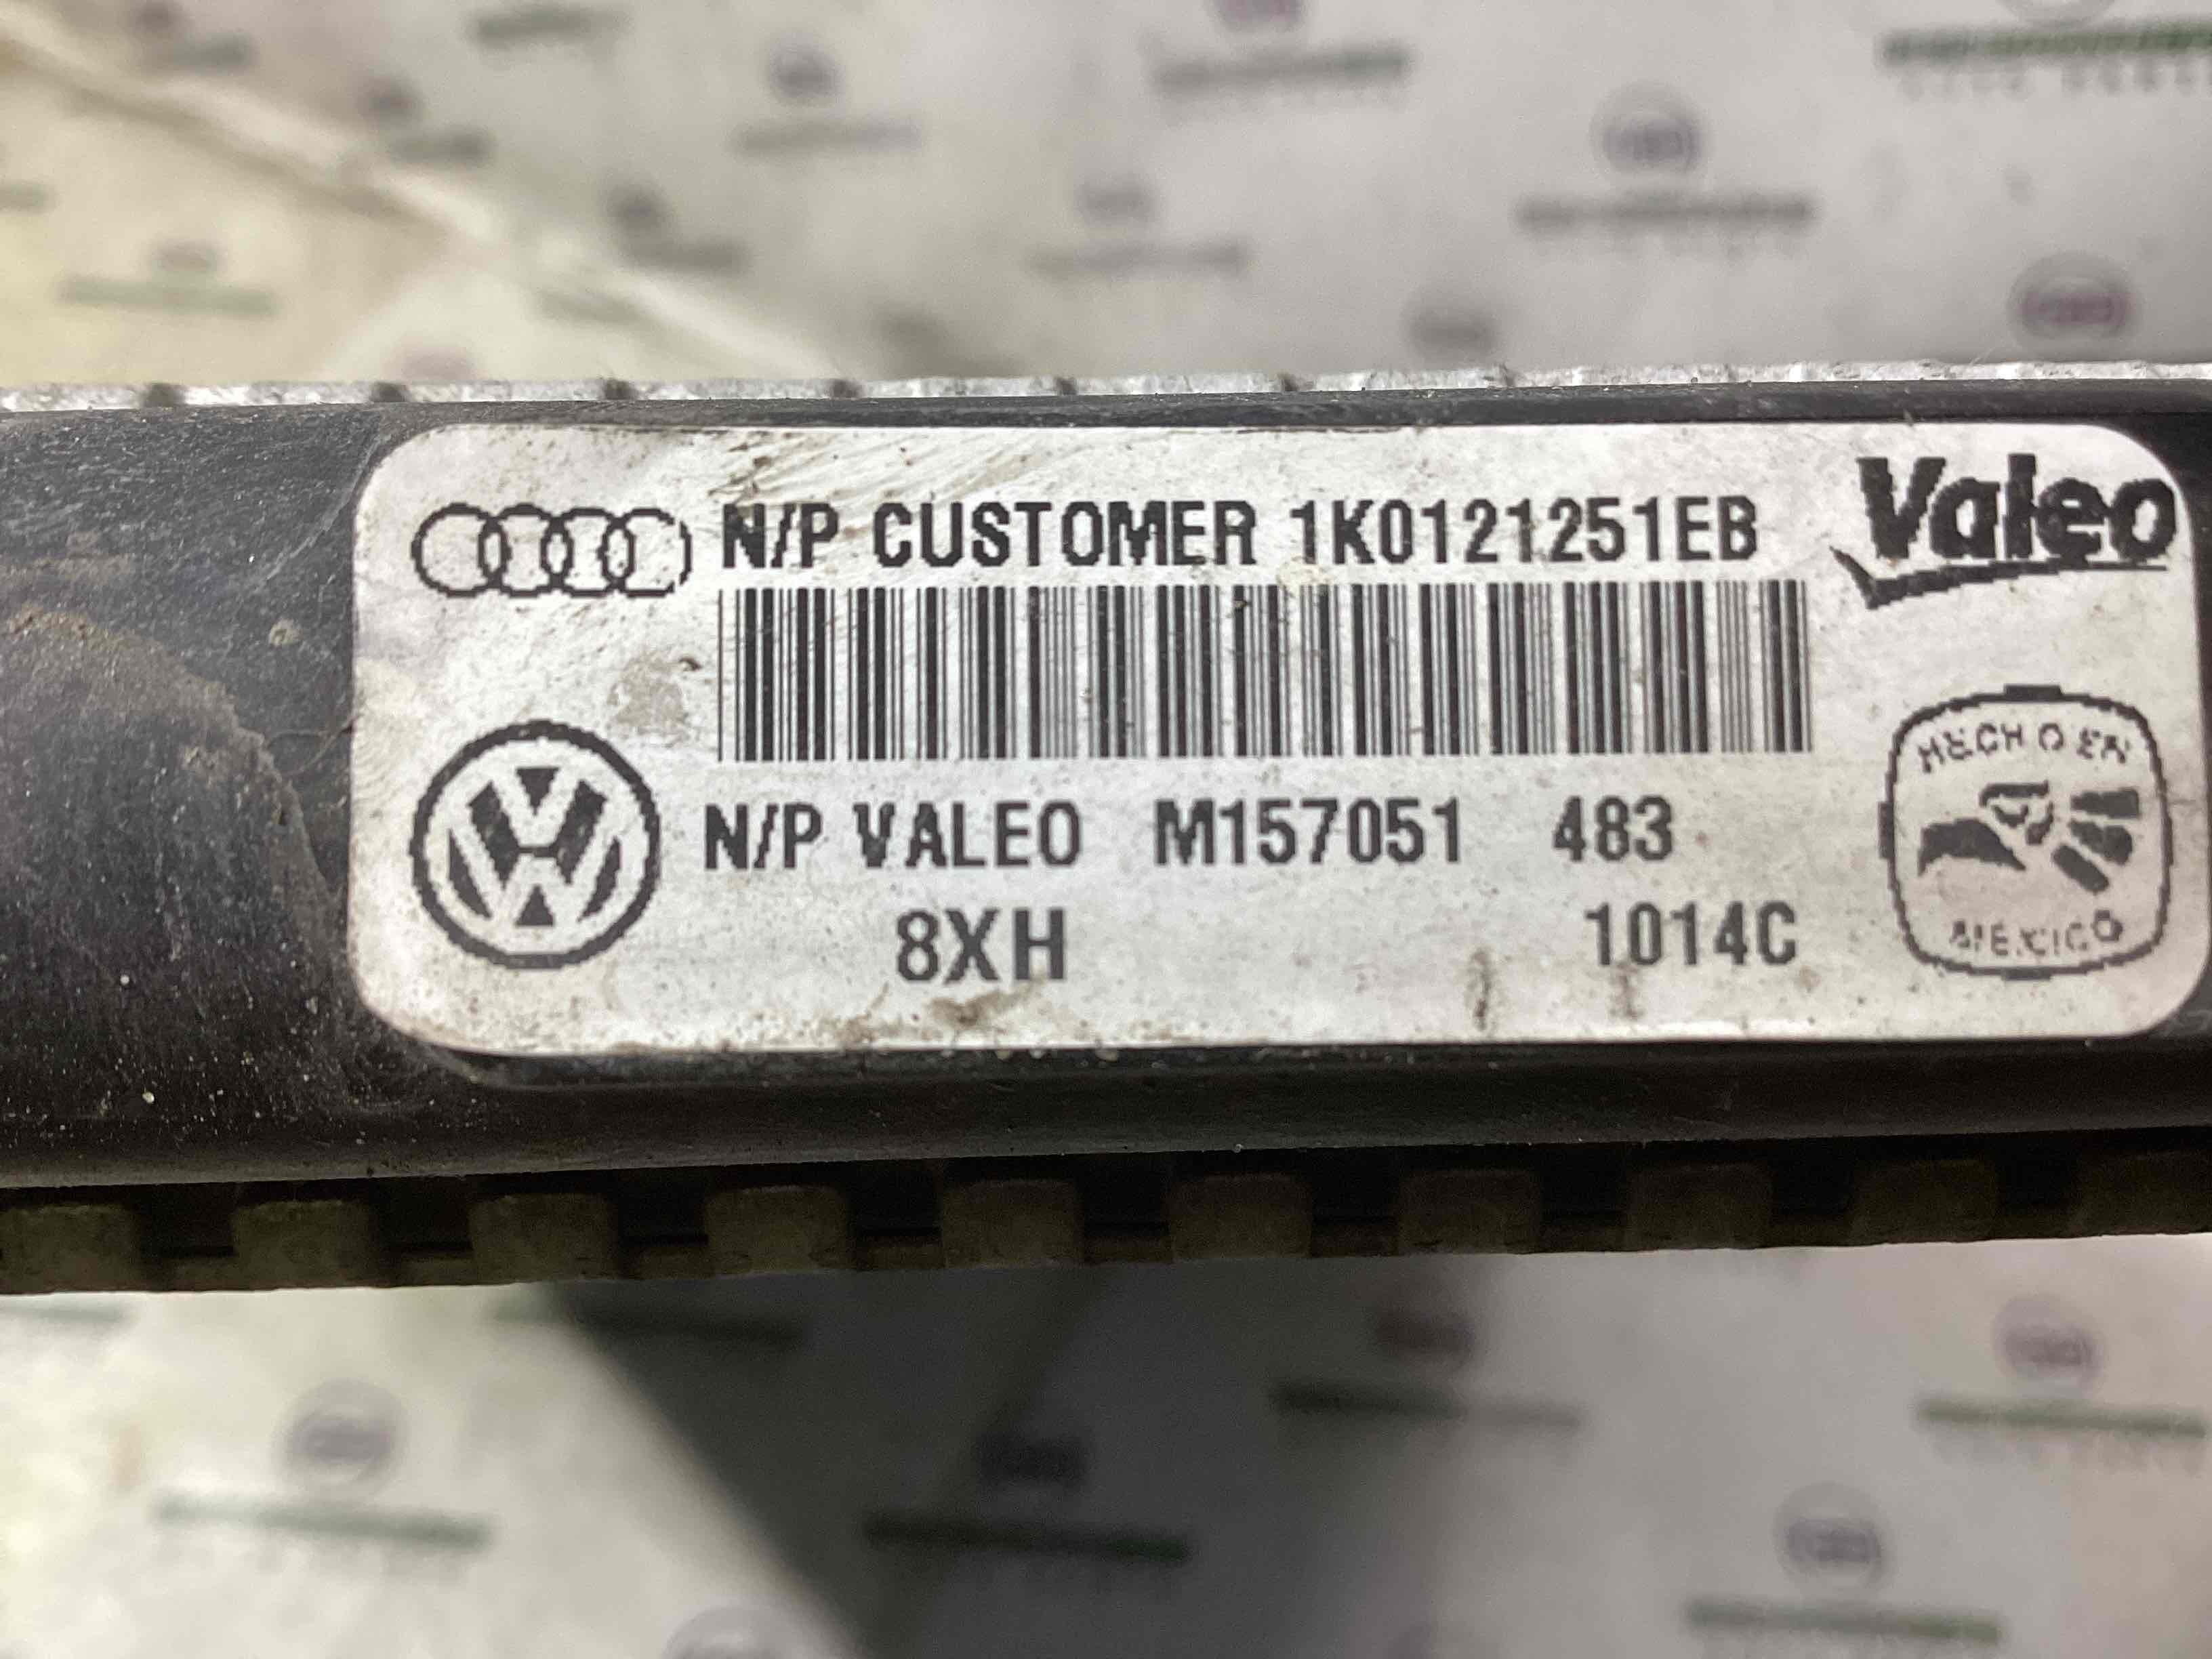 N/P CUSTOMER 1K0121251EB
Valeo
N/P VALEO M157051 483
8XH 1014C
HECHO EN
MEXICO